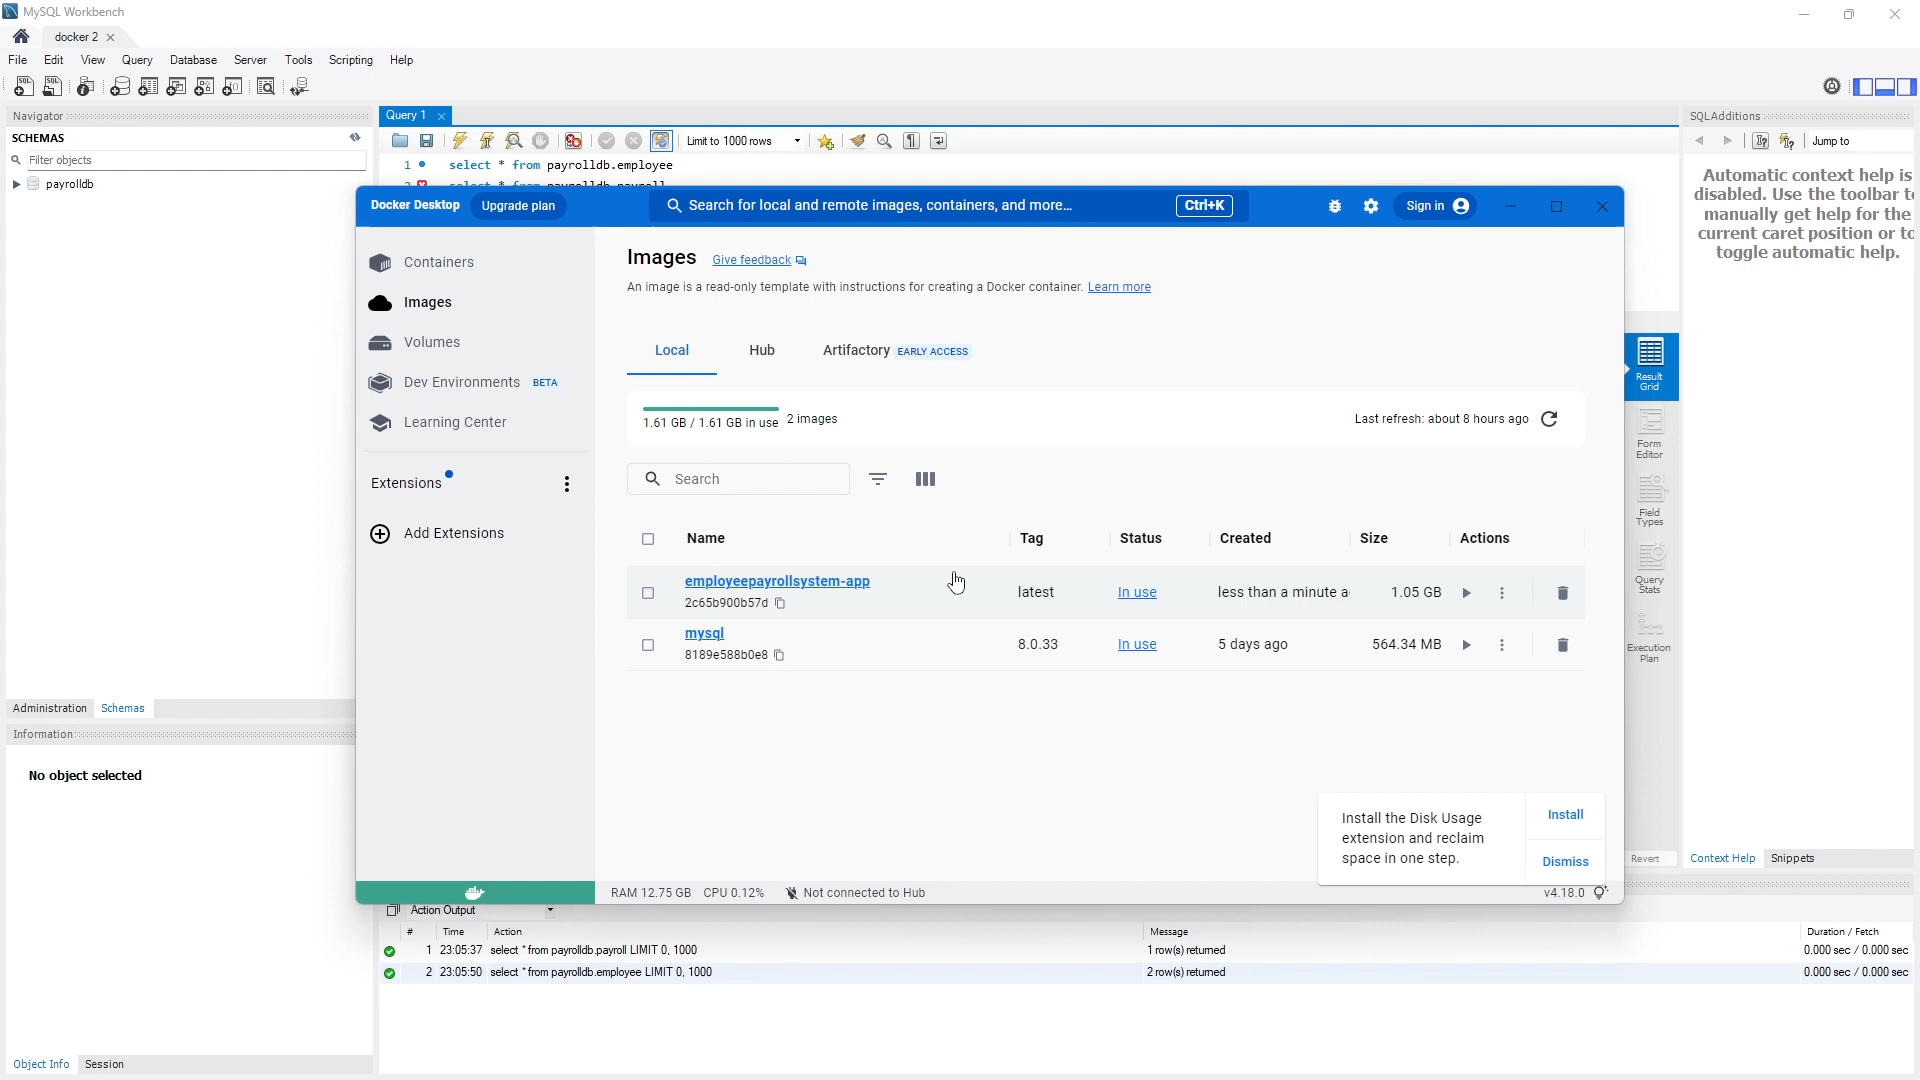 MySQL Workbench
docker 2
File Edit View Query Database Server Tools Scripting Help
Navigator
SCHEMAS
Filter objects
payrolldb
Query 1
Limit to 1000 rows
1 select * from payrolldb.employee
SQLAdditions
Jump to
Automatic context help is
disabled. Use the toolbar
manually get help for the
current caret position or to
toggle automatic help.
Docker Desktop Upgrade plan
Search for local and remote images, containers, and more...
Ctrl+K
Sign in
Containers
Images
Volumes
Dev Environments BETA
Learning Center
Extensions
Add Extensions
Images Give feedback
An image is a read-only template with instructions for creating a Docker container. Learn more
Local Hub Artifactory EARLY ACCESS
1.61 GB / 1.61 GB in use 2 images
Last refresh: about 8 hours ago
Search
Name Tag Status Created Size Actions
employeepayrollsystem-app
2c65b900b57d
latest In use less than a minute a 1.05 GB
mysql
8189e588b0e8
8.0.33 In use 5 days ago 564.34 MB
Install the Disk Usage
extension and reclaim
space in one step.
Install
Dismiss
RAM 12.75 GB CPU 0.12% Not connected to Hub
v4.18.0
Result
Grid
Form
Editor
Field
Types
Query
Stats
Execution
Plan
Revert
Context Help Snippets
Administration Schemas
Information
No object selected
Object Info Session
Action Output
# Time Action Message Duration / Fetch
1 23:05:37 select * from payrolldb.payroll LIMIT 0, 1000 1 row(s) returned 0.000 sec / 0.000 sec
2 23:05:50 select * from payrolldb.employee LIMIT 0, 1000 2 row(s) returned 0.000 sec / 0.000 sec